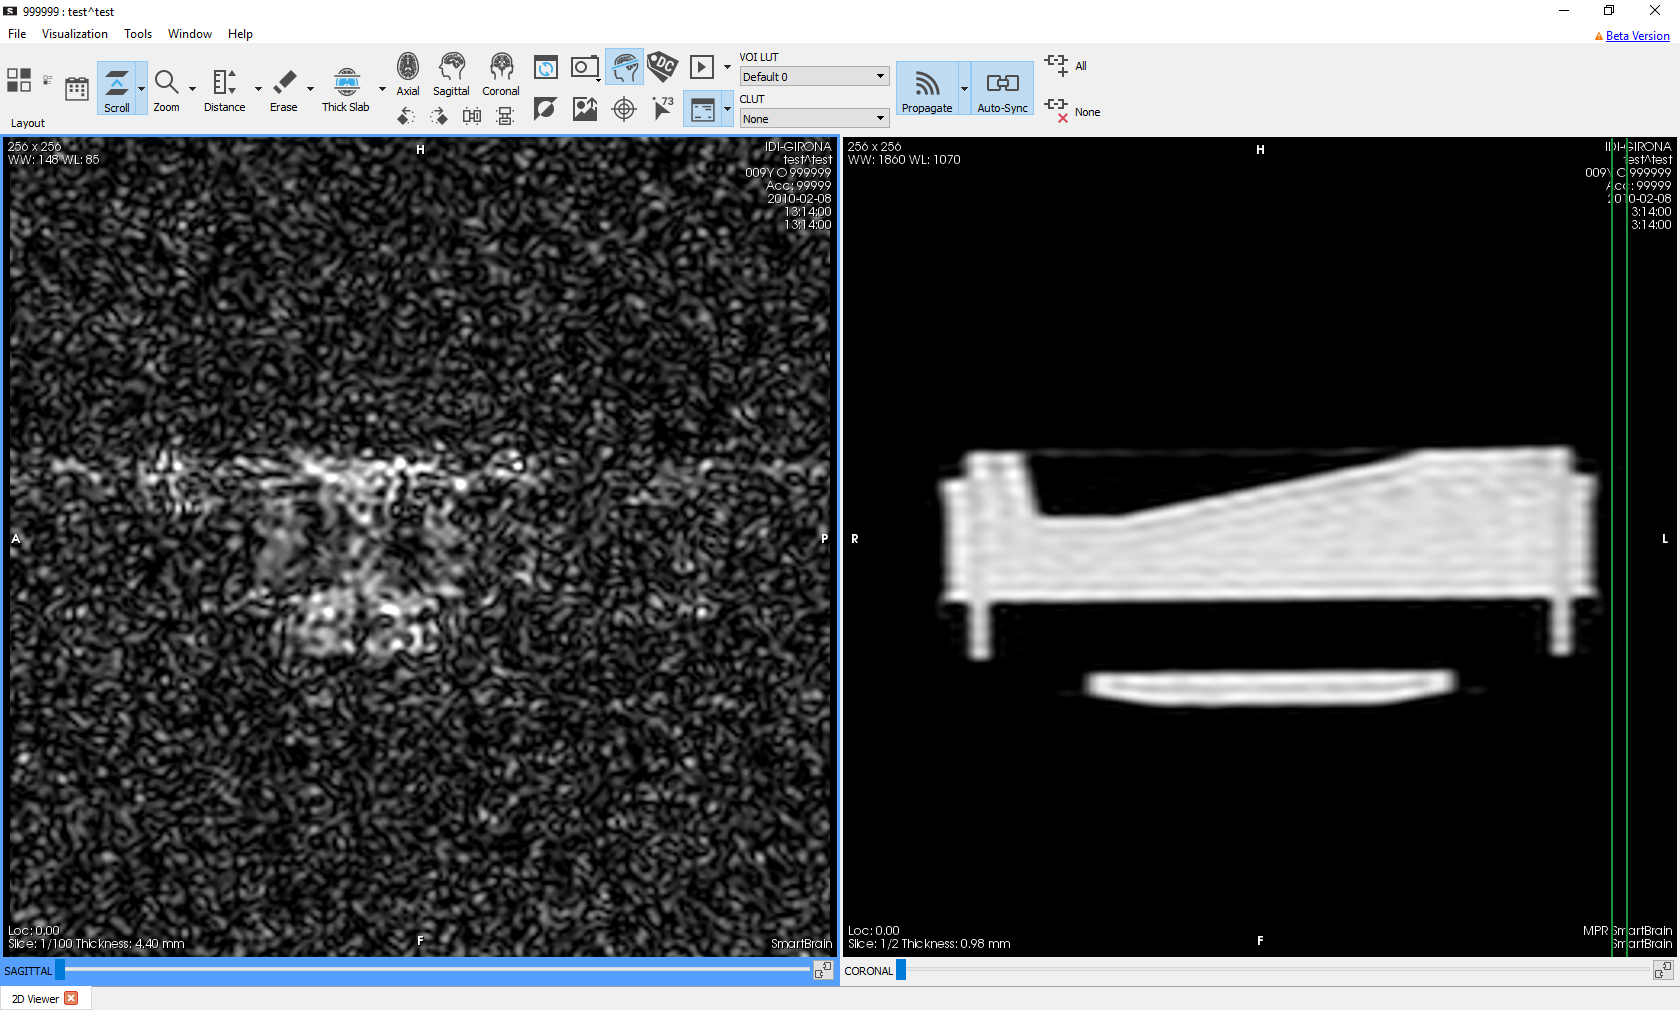 999999 : test^test
File Visualization Tools Window Help
Beta Version
Layout
Scroll Zoom Distance Erase Thick Slab
Axial Sagittal Coronal
DC
73
VOI LUT
Default 0
CLUT
None
Propagate Auto-Sync
All
None
256 x 256
WW: 148 WL: 85
H
IDI-GIRONA
test^test
009Y O 999999
Acc: 99999
2010-02-08
13:14:00
13:14:00
A
P
Loc: 0.00
Slice: 1/100 Thickness: 4.40 mm
F
SmartBrain
SAGITTAL
256 x 256
WW: 1860 WL: 1070
H
IDI-GIRONA
test^test
009Y O 999999
Acc: 99999
2010-02-08
3:14:00
3:14:00
R
L
Loc: 0.00
Slice: 1/2 Thickness: 0.98 mm
F
MPR SmartBrain
SmartBrain
CORONAL
2D Viewer